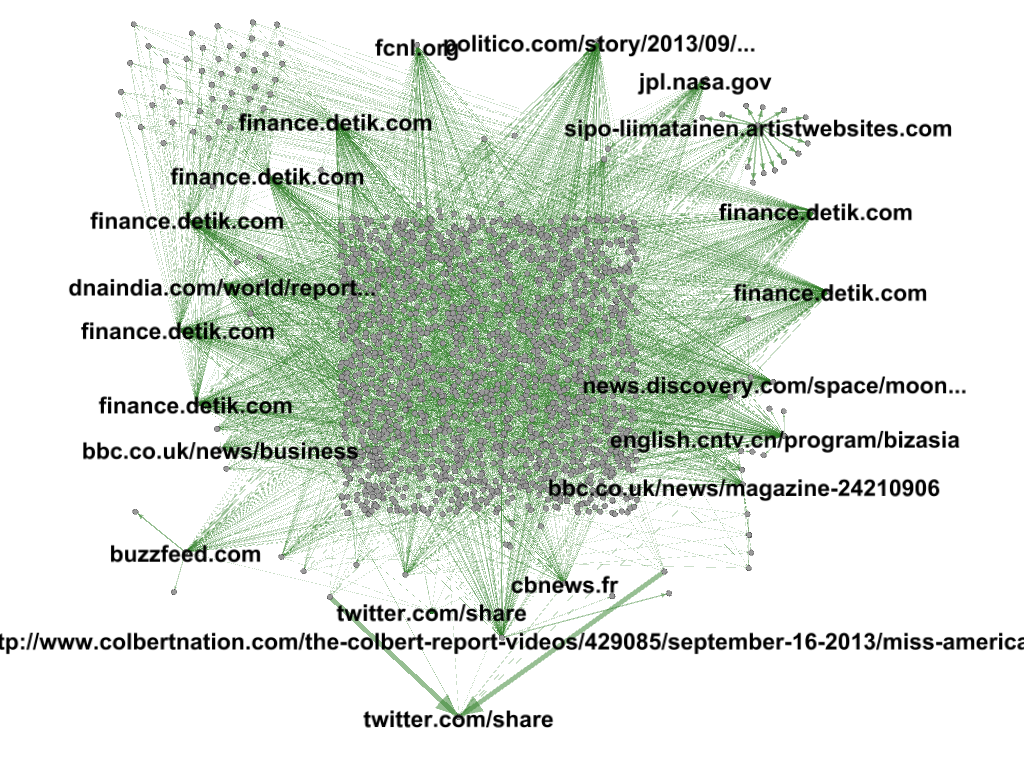 fcnl.org
politico.com/story/2013/09/...
jpl.nasa.gov
finance.detik.com
sipo-liimatainen.artistwebsites.com
finance.detik.com
finance.detik.com
finance.detik.com
dnaindia.com/world/report...
finance.detik.com
finance.detik.com
news.discovery.com/space/moon...
finance.detik.com
english.cntv.cn/program/bizasia
bbc.co.uk/news/business
bbc.co.uk/news/magazine-24210906
buzzfeed.com
cbnews.fr
twitter.com/share
tp://www.colbertnation.com/the-colbert-report-videos/429085/september-16-2013/miss-america
twitter.com/share